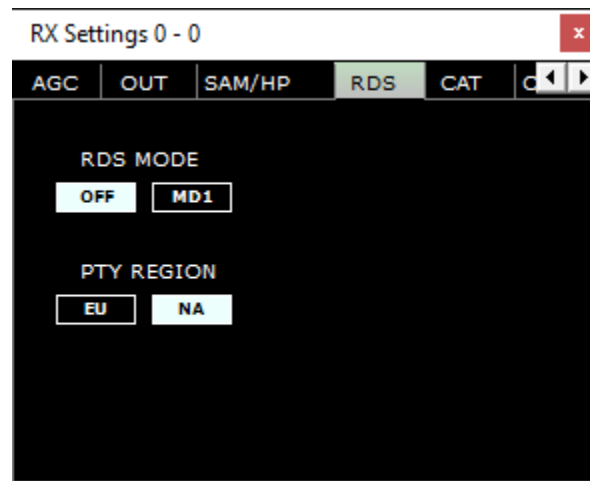 RX Settings 0 - 0 x
AGC OUT SAM/HP RDS CAT
RDS MODE
OFF MD1
PTY REGION
EU NA